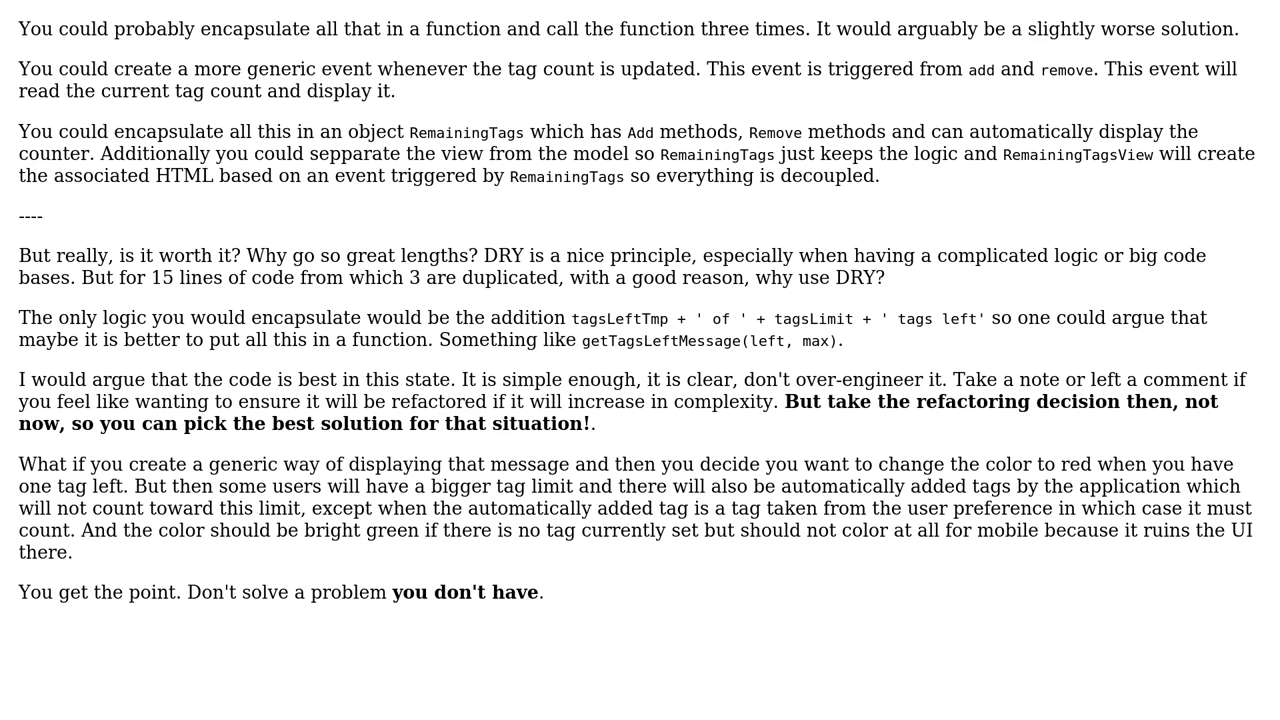 You could probably encapsulate all that in a function and call the function three times. It would arguably be a slightly worse solution.
You could create a more generic event whenever the tag count is updated. This event is triggered from add and remove. This event will
read the current tag count and display it.
You could encapsulate all this in an object RemainingTags which has Add methods, Remove methods and can automatically display the
counter. Additionally you could sepparate the view from the model so RemainingTags just keeps the logic and RemainingTagsView will create
the associated HTML based on an event triggered by RemainingTags so everything is decoupled.
----
But really, is it worth it? Why go so great lengths? DRY is a nice principle, especially when having a complicated logic or big code
bases. But for 15 lines of code from which 3 are duplicated, with a good reason, why use DRY?
The only logic you would encapsulate would be the addition tagsLeftTmp + ' of ' + tagsLimit + ' tags left' so one could argue that
maybe it is better to put all this in a function. Something like getTagsLeftMessage(left, max).
I would argue that the code is best in this state. It is simple enough, it is clear, don't over-engineer it. Take a note or left a comment if
you feel like wanting to ensure it will be refactored if it will increase in complexity. But take the refactoring decision then, not
now, so you can pick the best solution for that situation!.
What if you create a generic way of displaying that message and then you decide you want to change the color to red when you have
one tag left. But then some users will have a bigger tag limit and there will also be automatically added tags by the application which
will not count toward this limit, except when the automatically added tag is a tag taken from the user preference in which case it must
count. And the color should be bright green if there is no tag currently set but should not color at all for mobile because it ruins the UI
there.
You get the point. Don't solve a problem you don't have.